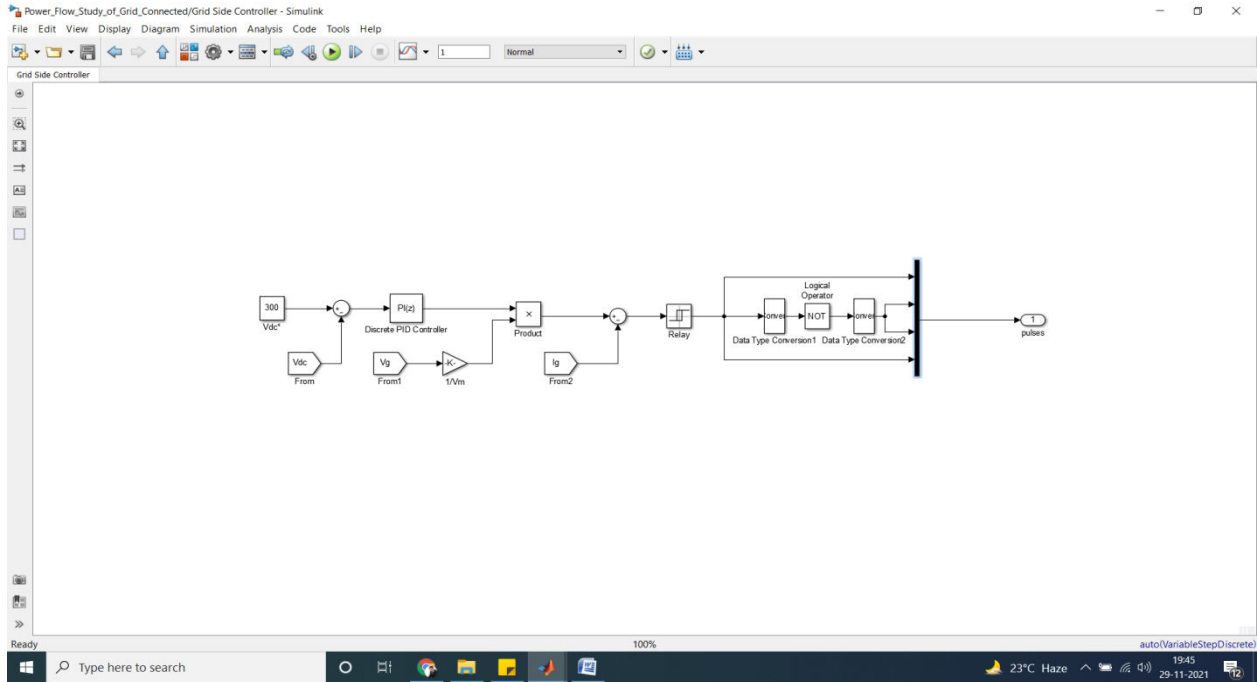 Power_Flow_Study_of_Grid_Connected/Grid Side Controller - Simulink
File Edit View Display Diagram Simulation Analysis Code Tools Help
1 Normal
Grid Side Controller
300
Vdc*
Vdc
From
PI(z)
Discrete PID Controller
Vg
From1
-K-
1/Vm
×
Product
Ig
From2
Relay
Logical
Operator
Conver
NOT
Conver
Data Type Conversion1 Data Type Conversion2
1
pulses
Ready 100% auto(VariableStepDiscrete)
Type here to search
23°C Haze
19:45
29-11-2021
12